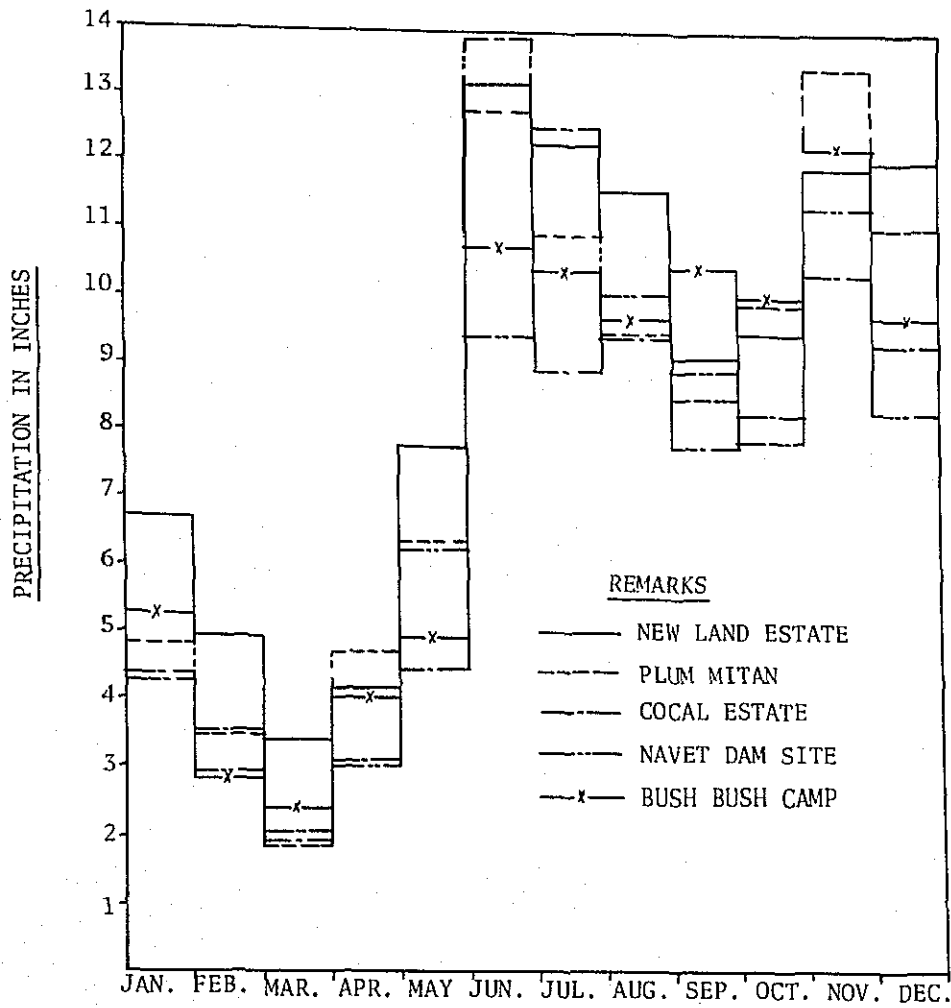 14
13
12
11
10
9
8
7
6
5
4
3
2
1
PRECIPITATION IN INCHES
REMARKS
NEW LAND ESTATE
PLUM MITAN
COCAL ESTATE
NAVET DAM SITE
x BUSH BUSH CAMP
JAN. FEB. MAR. APR. MAY JUN. JUL. AUG. SEP. OCT. NOV. DEC.